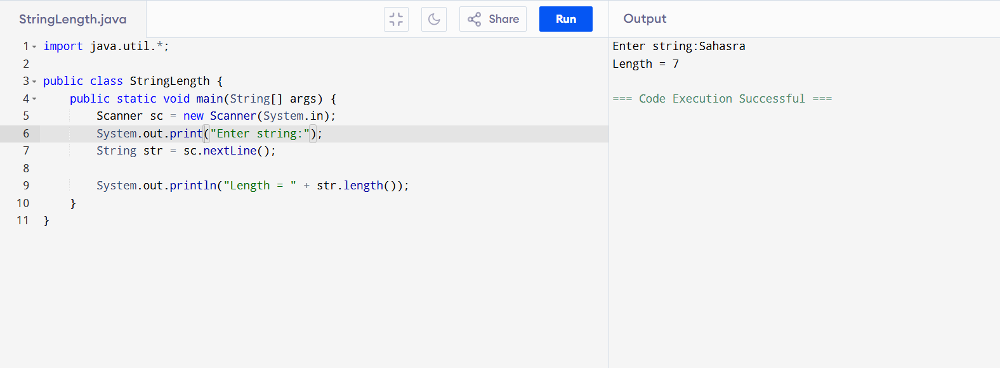 StringLength.java
Share
Run
Output
1 import java.util.*;
2
3 public class StringLength {
4     public static void main(String[] args) {
5         Scanner sc = new Scanner(System.in);
6         System.out.print("Enter string:");
7         String str = sc.nextLine();
8
9         System.out.println("Length = " + str.length());
10     }
11 }
Enter string:Sahasra
Length = 7
=== Code Execution Successful ===